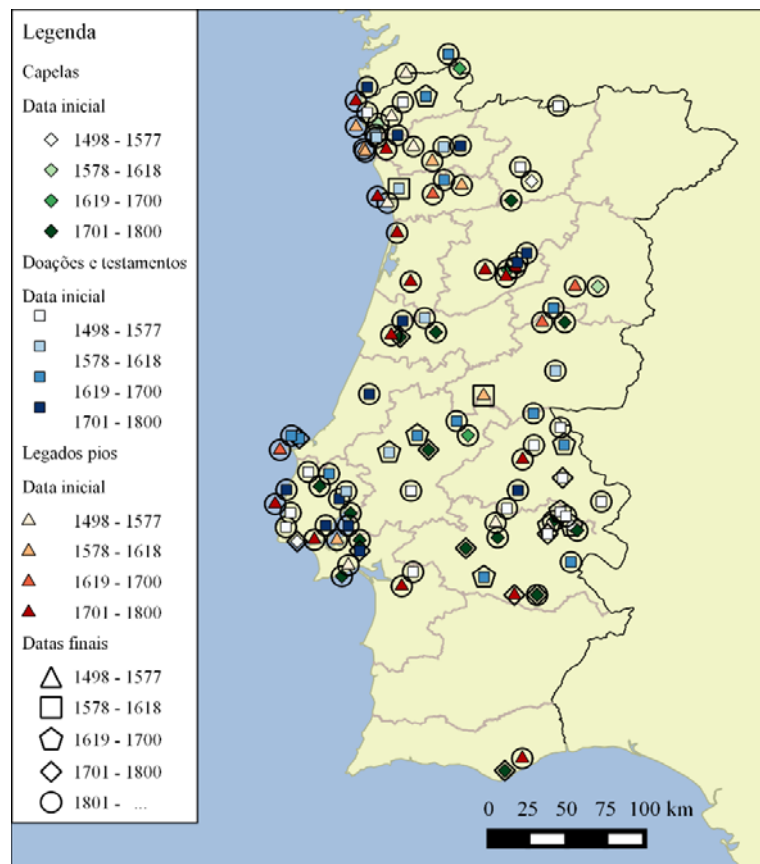 Legenda
Capelas
Data inicial
1498 - 1577
1578 - 1618
1619 - 1700
1701 - 1800
Doações e testamentos
Data inicial
1498 - 1577
1578 - 1618
1619 - 1700
1701 - 1800
Legados pios
Data inicial
1498 - 1577
1578 - 1618
1619 - 1700
1701 - 1800
Datas finais
1498 - 1577
1578 - 1618
1619 - 1700
1701 - 1800
1801 - ...
0 25 50 75 100 km